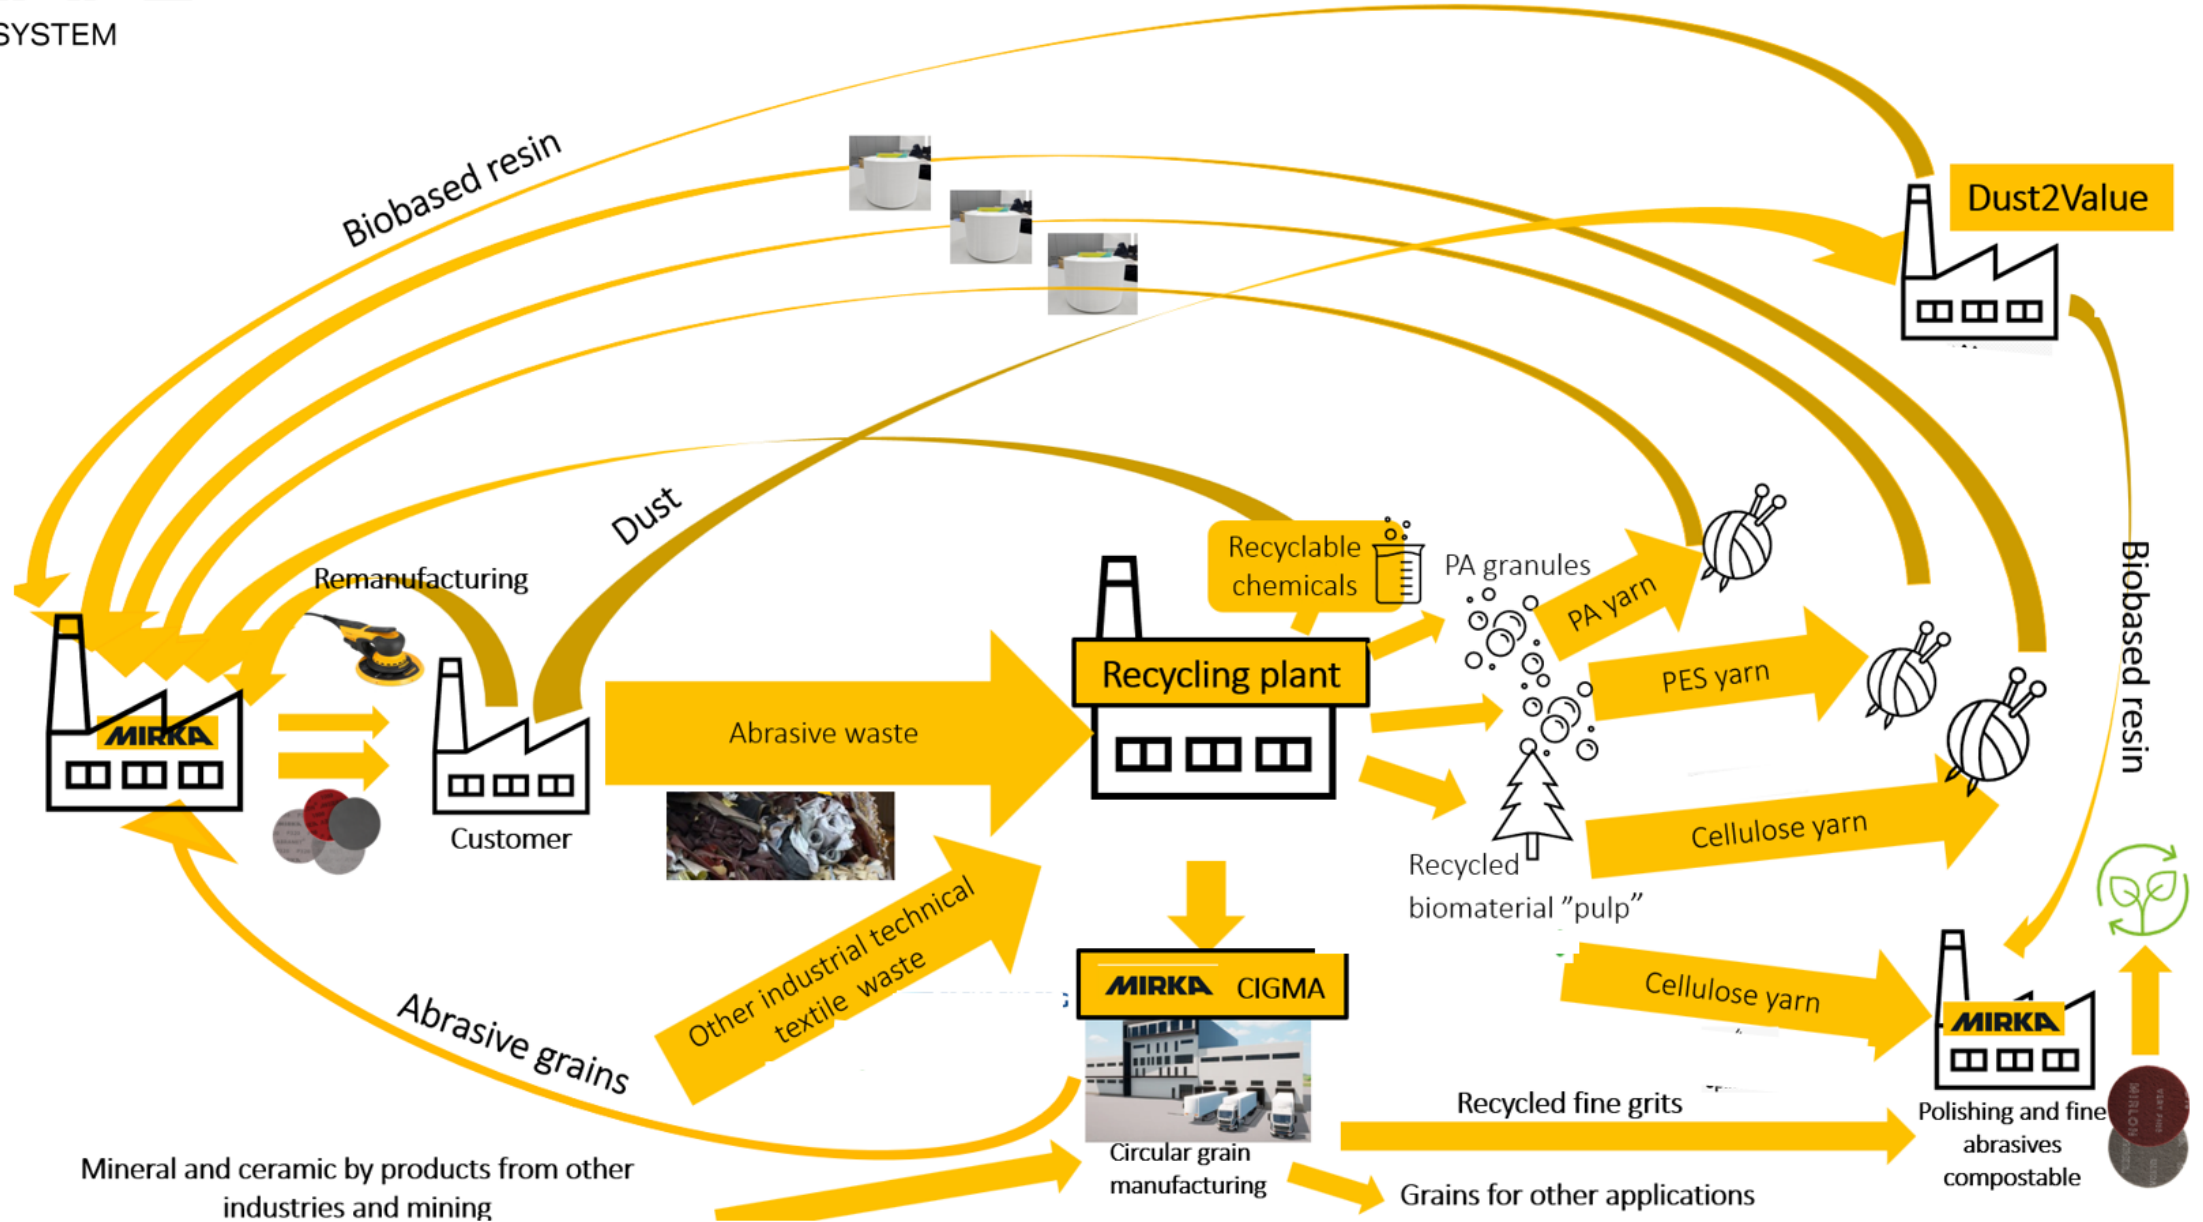 SYSTEM
Biobased resin
Dust2Value
Dust
Remanufacturing
Recyclable
chemicals
PA granules
PA yarn
PES yarn
Biobased resin
Recycling plant
MIRKA
Abrasive waste
Customer
Cellulose yarn
Recycled
biomaterial ”pulp”
Other industrial technical
textile waste
MIRKA CIGMA
Cellulose yarn
MIRKA
Abrasive grains
Recycled fine grits
Polishing and fine
abrasives
compostable
MIRLON
Circular grain
manufacturing
Mineral and ceramic by products from other
industries and mining
Grains for other applications